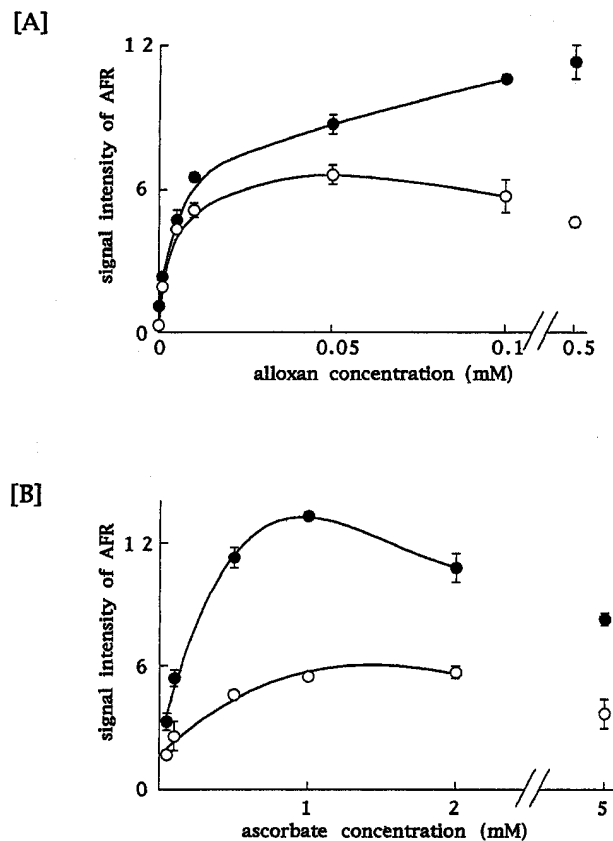 [A]
12
6
0
signal intensity of AFR
0 0.05 0.1 0.5
alloxan concentration (mM)
[B]
12
6
0
signal intensity of AFR
1 2 5
ascorbate concentration (mM)